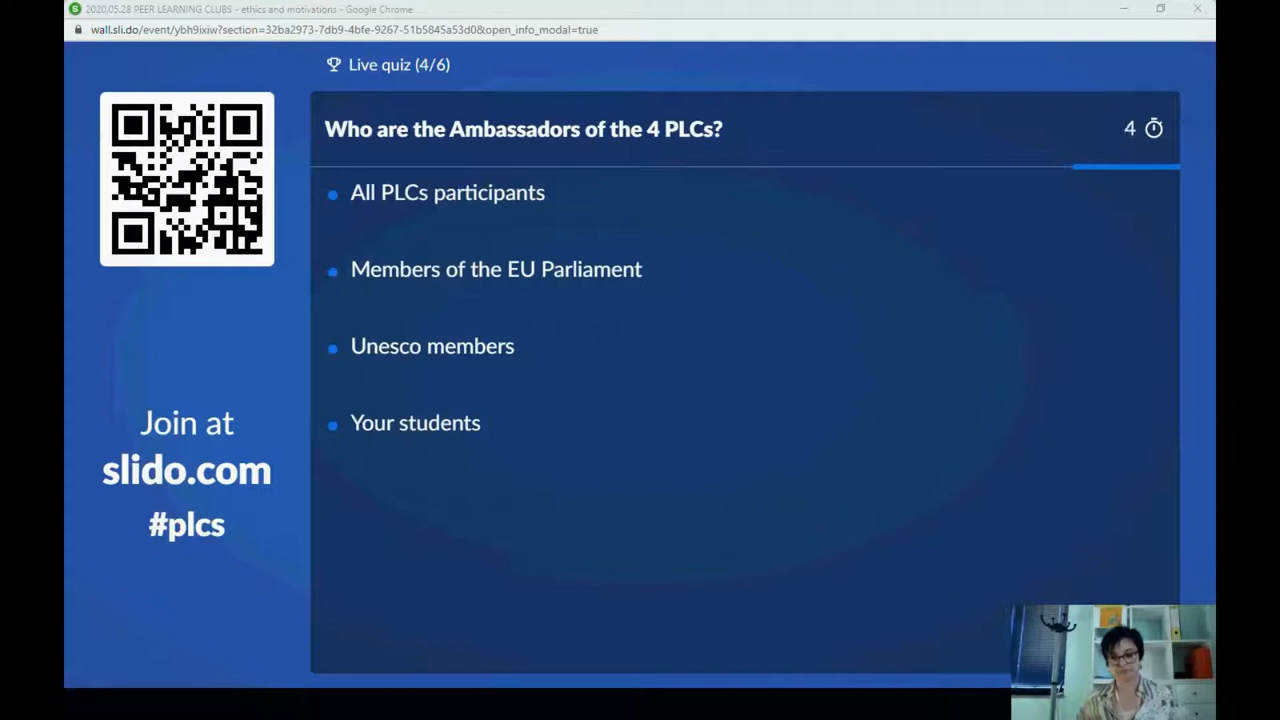 2020,05.28 PEER LEARNING CLUBS - ethics and motivations - Google Chrome
wall.sli.do/event/ybh9ixiw?section=32ba2973-7db9-4bfe-9267-51b5845a53d0&open_info_modal=true
Live quiz (4/6)
Who are the Ambassadors of the 4 PLCs?
4
All PLCs participants
Members of the EU Parliament
Unesco members
Your students
Join at
slido.com
#plcs